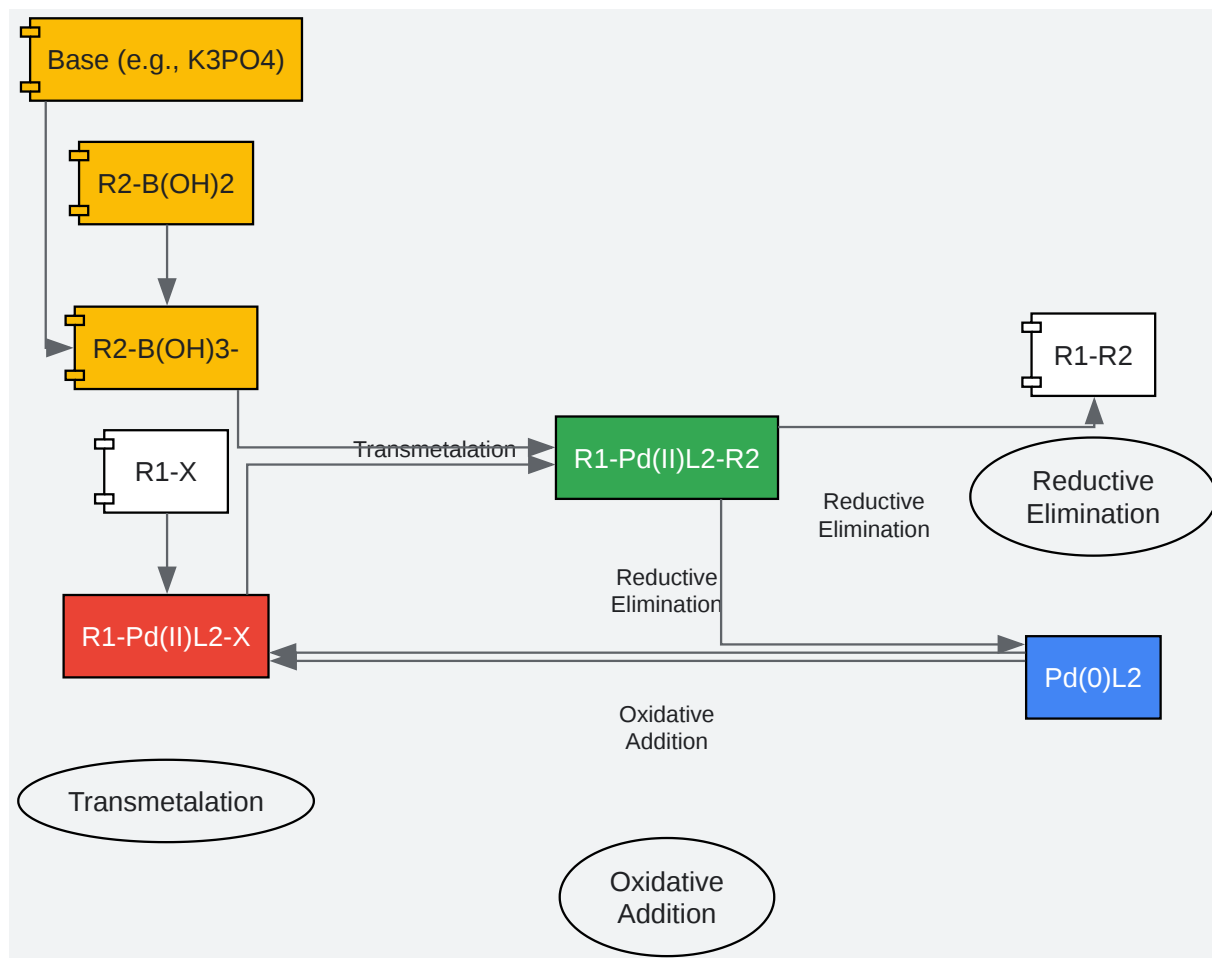 Base (e.g., K3PO4)
R2-B(OH)2
R2-B(OH)3-
R1-R2
R1-X
Transmetalation
R1-Pd(II)L2-R2
Reductive
Elimination
Reductive
Elimination
Reductive
Elimination
R1-Pd(II)L2-X
Pd(0)L2
Oxidative
Addition
Transmetalation
Oxidative
Addition